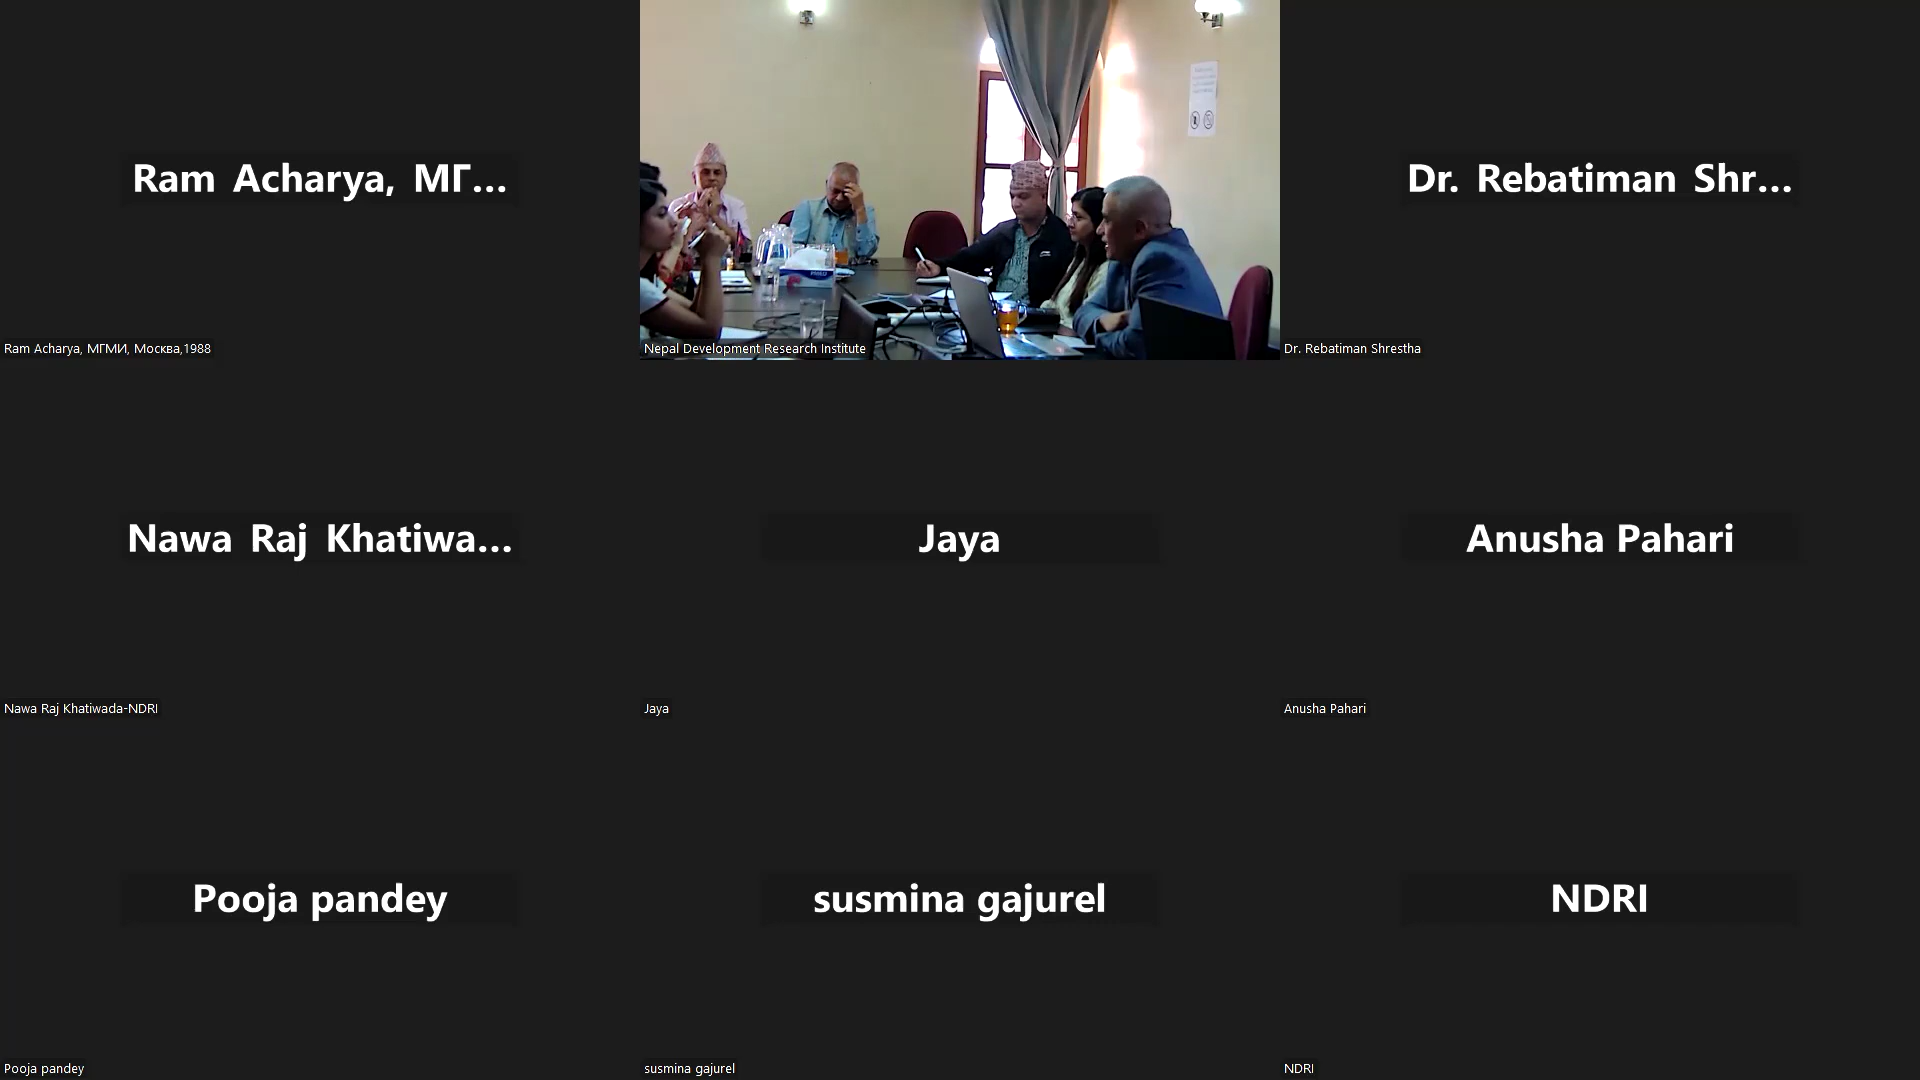 Ram Acharya, МГ...
Ram Acharya, МГМИ, Москва,1988
Nepal Development Research Institute
Dr. Rebatiman Shr...
Dr. Rebatiman Shrestha
Nawa Raj Khatiwa...
Nawa Raj Khatiwada-NDRI
Jaya
Jaya
Anusha Pahari
Anusha Pahari
Pooja pandey
Pooja pandey
susmina gajurel
susmina gajurel
NDRI
NDRI